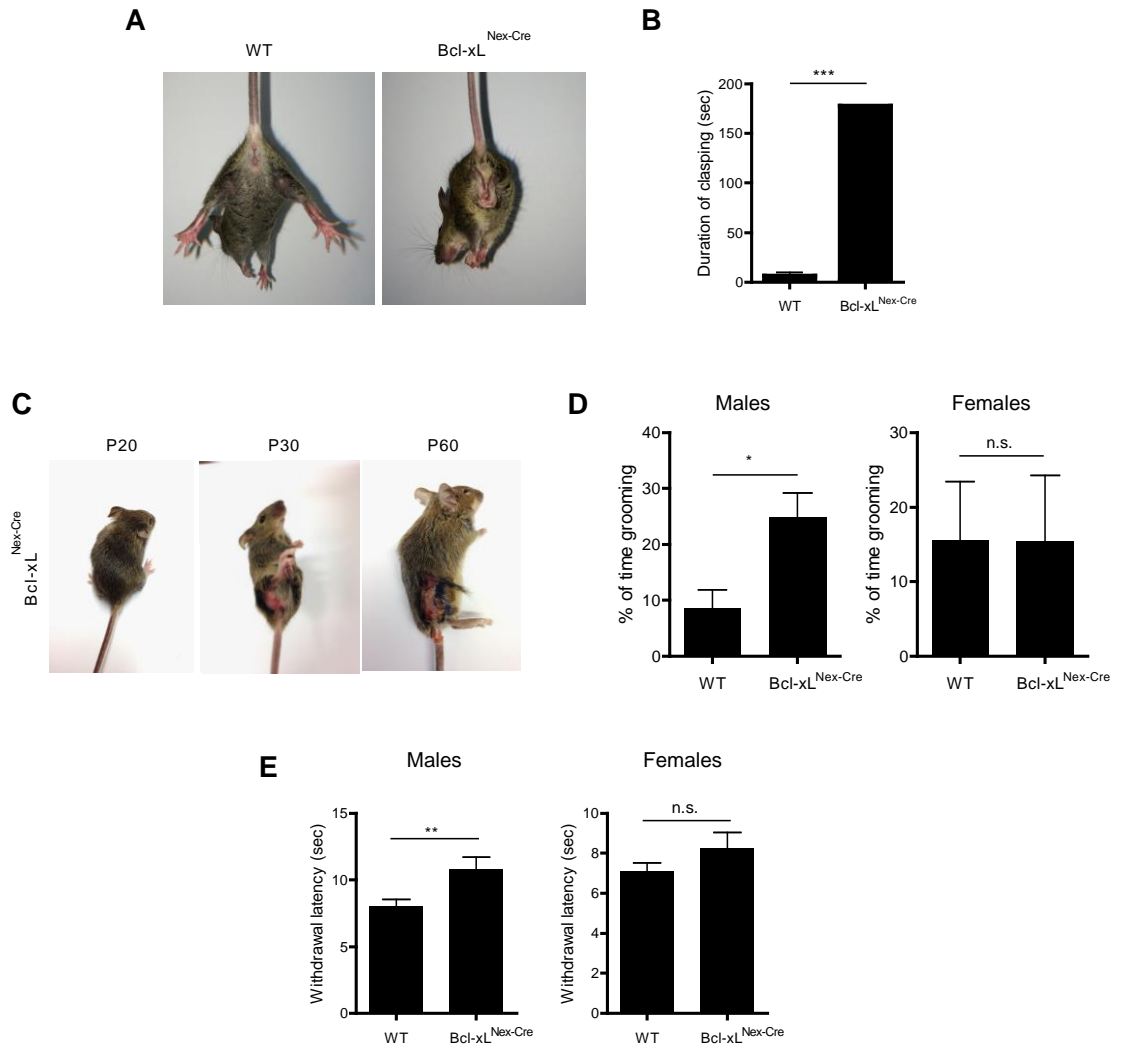 A
WT
Bcl-xL Nex-Cre
B
***
Duration of clasping (sec)
200
150
100
50
0
WT
Bcl-xL Nex-Cre
C
P20
P30
P60
Bcl-xL Nex-Cre
D
Males
% of time grooming
40
30
20
10
0
*
WT
Bcl-xL Nex-Cre
Females
% of time grooming
30
20
10
0
n.s.
WT
Bcl-xL Nex-Cre
E
Males
Withdrawal latency (sec)
15
10
5
0
**
WT
Bcl-xL Nex-Cre
Females
Withdrawal latency (sec)
10
8
6
4
2
0
n.s.
WT
Bcl-xL Nex-Cre